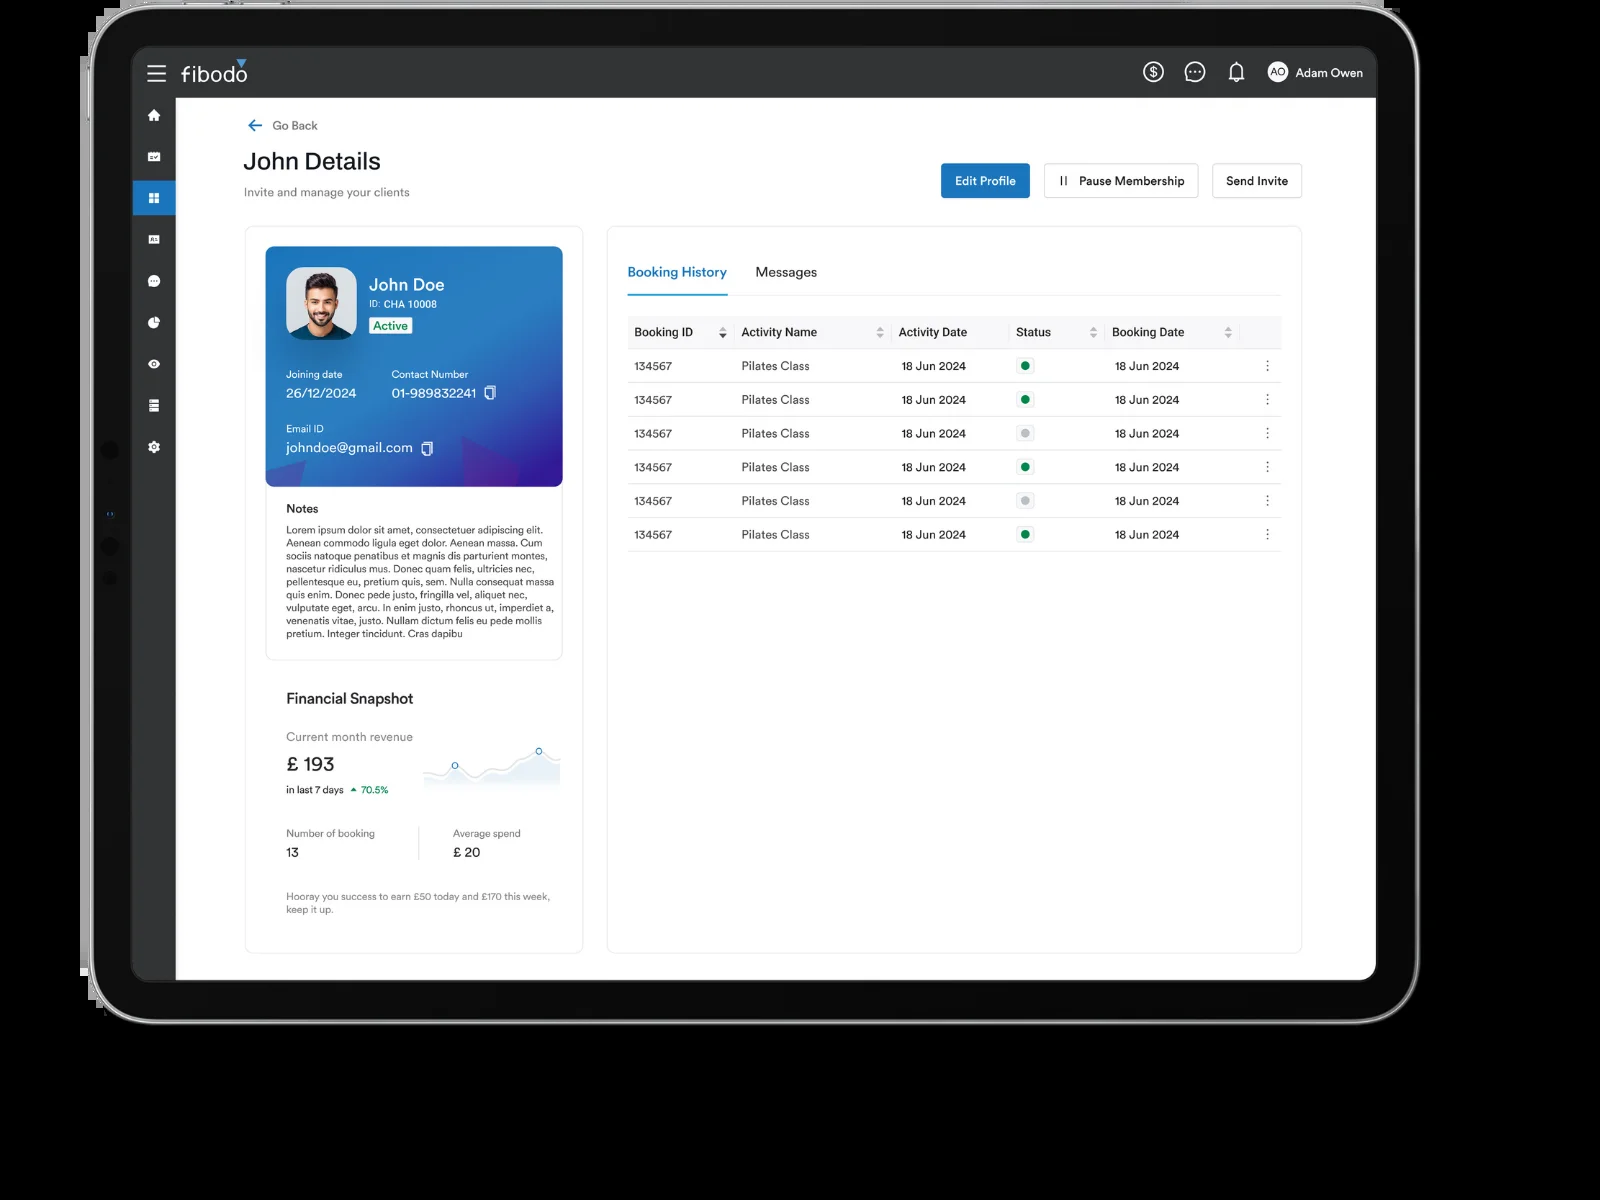 fibodo
$
AO Adam Owen
Go Back
John Details
Invite and manage your clients
Edit Profile
Pause Membership
Send Invite
John Doe
ID: CHA 10008
Active
Joining date Contact Number
26/12/2024 01-989832241
Email ID
johndoe@gmail.com
Notes
Lorem ipsum dolor sit amet, consectetuer adipiscing elit.
Aenean commodo ligula eget dolor. Aenean massa. Cum
sociis natoque penatibus et magnis dis parturient montes,
nascetur ridiculus mus. Donec quam felis, ultricies nec,
pellentesque eu, pretium quis, sem. Nulla consequat massa
quis enim. Donec pede justo, fringilla vel, aliquet nec,
vulputate eget, arcu. In enim justo, rhoncus ut, imperdiet a,
venenatis vitae, justo. Nullam dictum felis eu pede mollis
pretium. Integer tincidunt. Cras dapibu
Financial Snapshot
Current month revenue
£ 193
in last 7 days 70.5%
Number of booking Average spend
13 £ 20
Hooray you success to earn £50 today and £170 this week,
keep it up.
Booking History Messages
Booking ID Activity Name Activity Date Status Booking Date
134567 Pilates Class 18 Jun 2024 18 Jun 2024
134567 Pilates Class 18 Jun 2024 18 Jun 2024
134567 Pilates Class 18 Jun 2024 18 Jun 2024
134567 Pilates Class 18 Jun 2024 18 Jun 2024
134567 Pilates Class 18 Jun 2024 18 Jun 2024
134567 Pilates Class 18 Jun 2024 18 Jun 2024